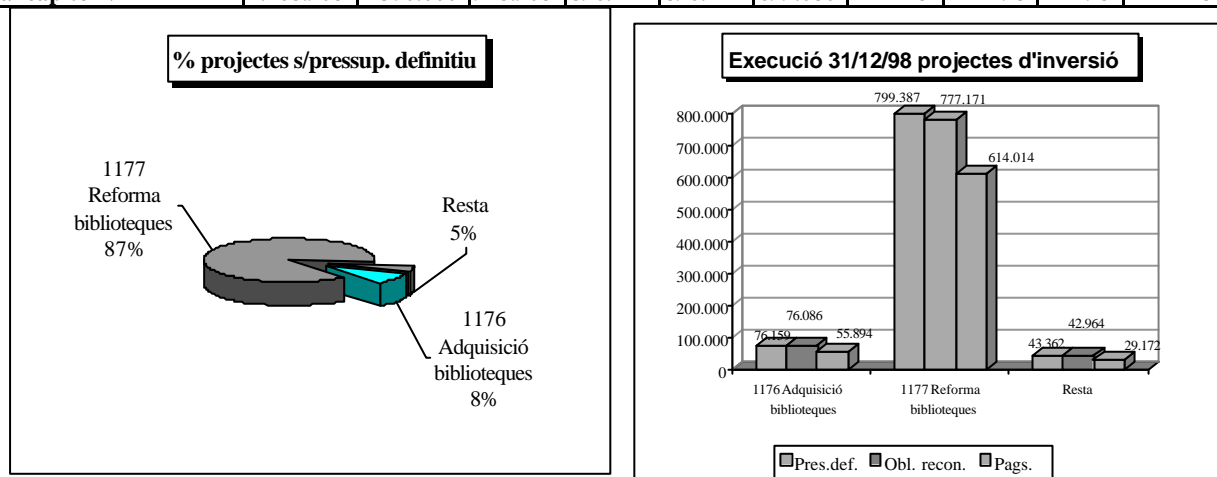 % projectes s/pressup. definitiu
1177
Reforma
biblioteques
87%
Resta
5%
1176
Adquisició
biblioteques
8%
Execució 31/12/98 projectes d'inversió
799.387
777.171
614.014
800.000
700.000
600.000
500.000
400.000
300.000
200.000
100.000
0
76.159
76.086
55.894
43.362
42.964
29.172
1176 Adquisició
biblioteques
1177 Reforma
biblioteques
Resta
Pres.def. Obl. recon. Pags.